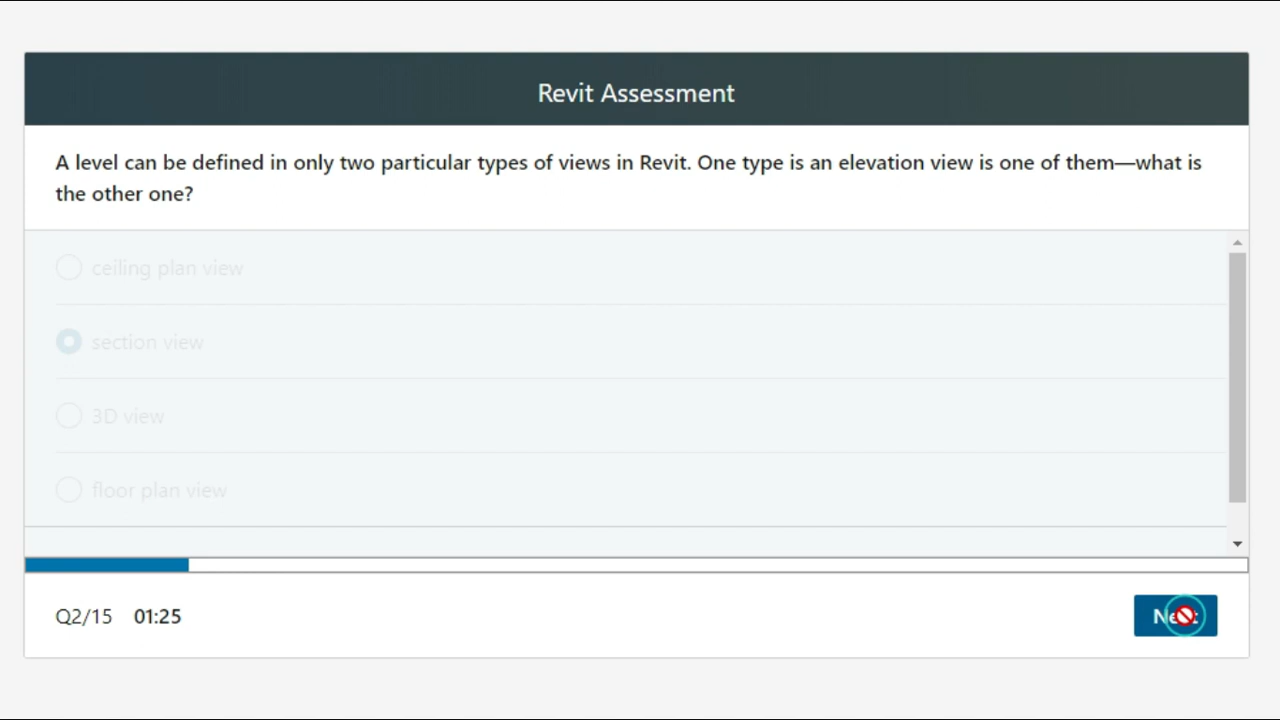 Revit Assessment
A level can be defined in only two particular types of views in Revit. One type is an elevation view is one of them—what is
the other one?
ceiling plan view
section view
3D view
floor plan view
Q2/15 01:25
Next